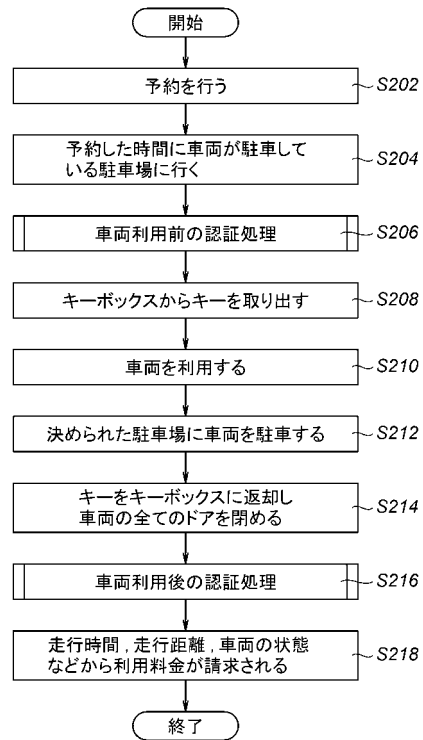 開始
予約を行う
S202
予約した時間に車両が駐車して
いる駐車場に行く
S204
車両利用前の認証処理
S206
キーボックスからキーを取り出す
S208
車両を利用する
S210
決められた駐車場に車両を駐車する
S212
キーをキーボックスに返却し
車両の全てのドアを閉める
S214
車両利用後の認証処理
S216
走行時間,走行距離,車両の状態
などから利用料金が請求される
S218
終了